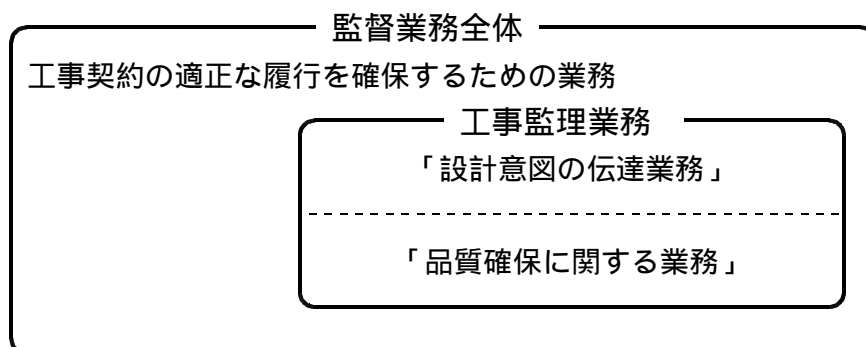 監督業務全体
工事契約の適正な履行を確保するための業務
工事監理業務
「設計意図の伝達業務」
「品質確保に関する業務」